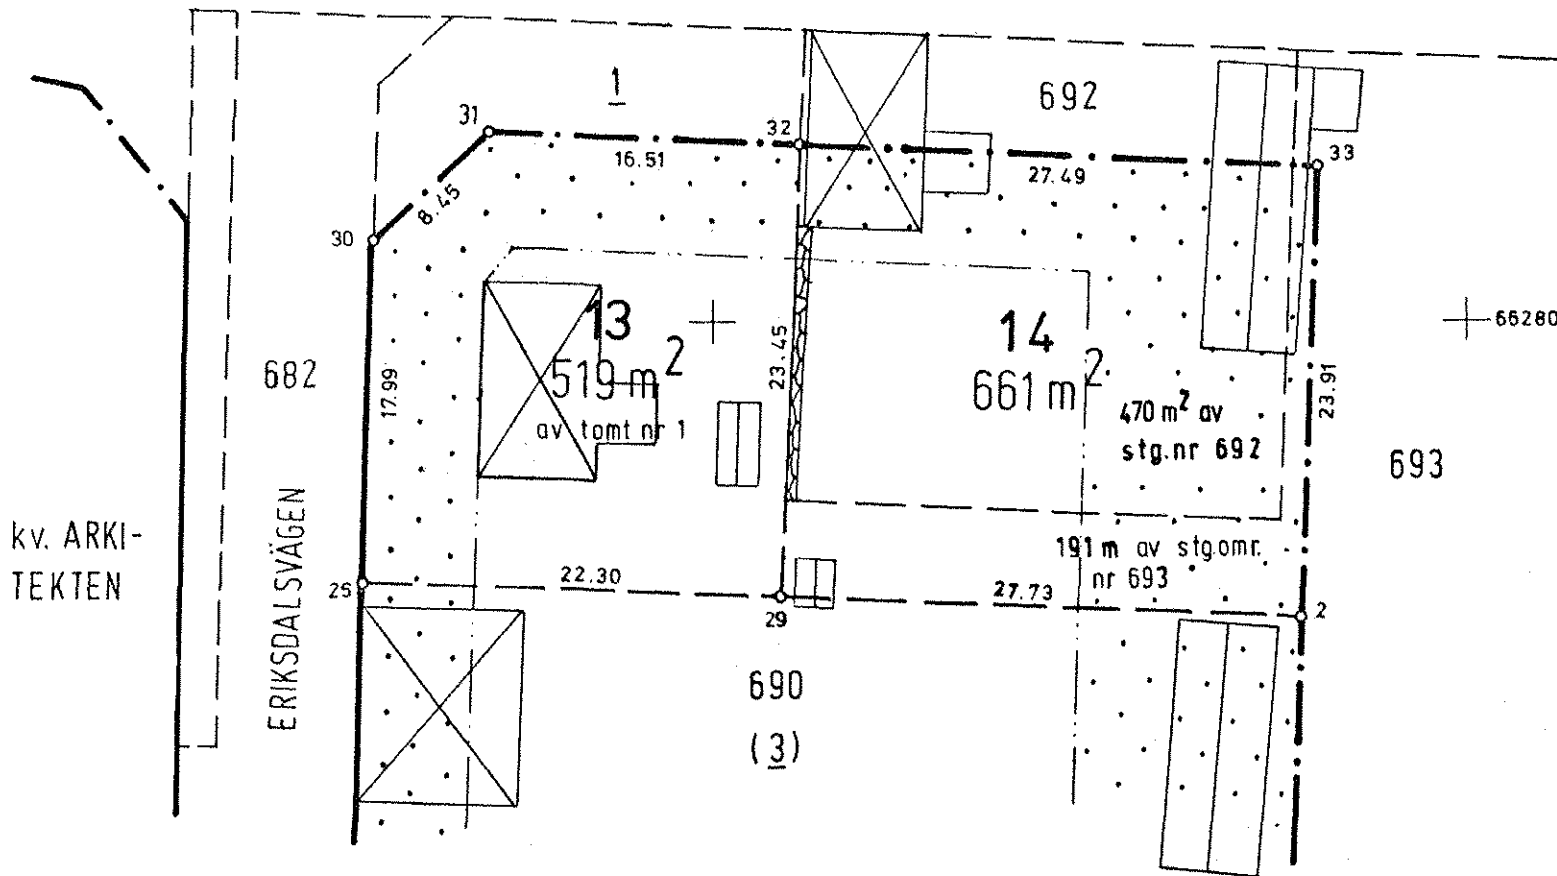 1
692
31
32
33
16.51
27.49
8.45
30
13
14
66280
682
17.99
519 m²
23.45
661 m²
23.91
av tomt nr 1
470 m² av
stg.nr 692
693
kv. ARKI-
TEKTEN
ERIKSDALSVÄGEN
191 m av stg.omr.
nr 693
22.30
27.73
29
2
690
(3)